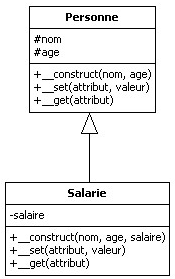 Personne
#nom
#age
+__construct(nom, age)
+__set(attribut, valeur)
+__get(attribut)
Salarie
-salaire
+__construct(nom, age, salaire)
+__set(attribut, valeur)
+__get(attribut)